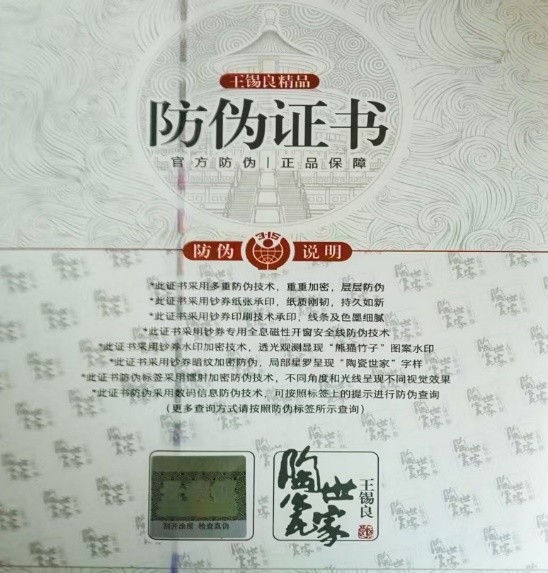 王锡良精品
防伪证书
官方防伪|正品保障
防伪 3·15 说明
*此证书采用多重防伪技术，重重加密，层层防伪
*此证书采用钞券纸张承印，纸质刚韧，持久如新
*此证书采用钞券印刷技术承印，线条及色墨细腻
*此证书采用钞券专用全息磁性开窗安全线防伪技术
*此证书采用钞券水印加密技术，透光观测显现“熊猫竹子”图案水印
*此证书采用钞券暗纹加密防伪，局部星罗呈现“陶瓷世家”字样
*此证书防伪标签采用镭射加密防伪技术，不同角度和光线呈现不同视觉效果
*此证书防伪采用数码信息防伪技术，可按照标签上的提示进行防伪查询
(更多查询方式请按照防伪标签所示查询)
刮开涂层 检查真伪
陶瓷世家
王锡良